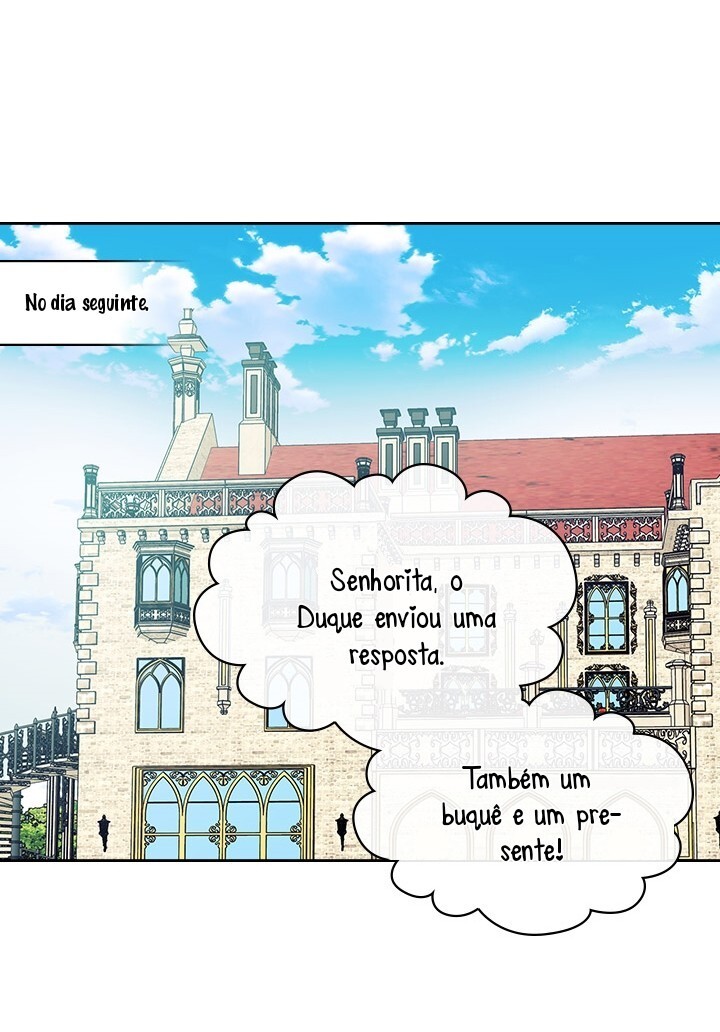 No dia seguinte.
Senhorita, o
Duque enviou uma
resposta.
Também um
buquê e um pre-
sente!